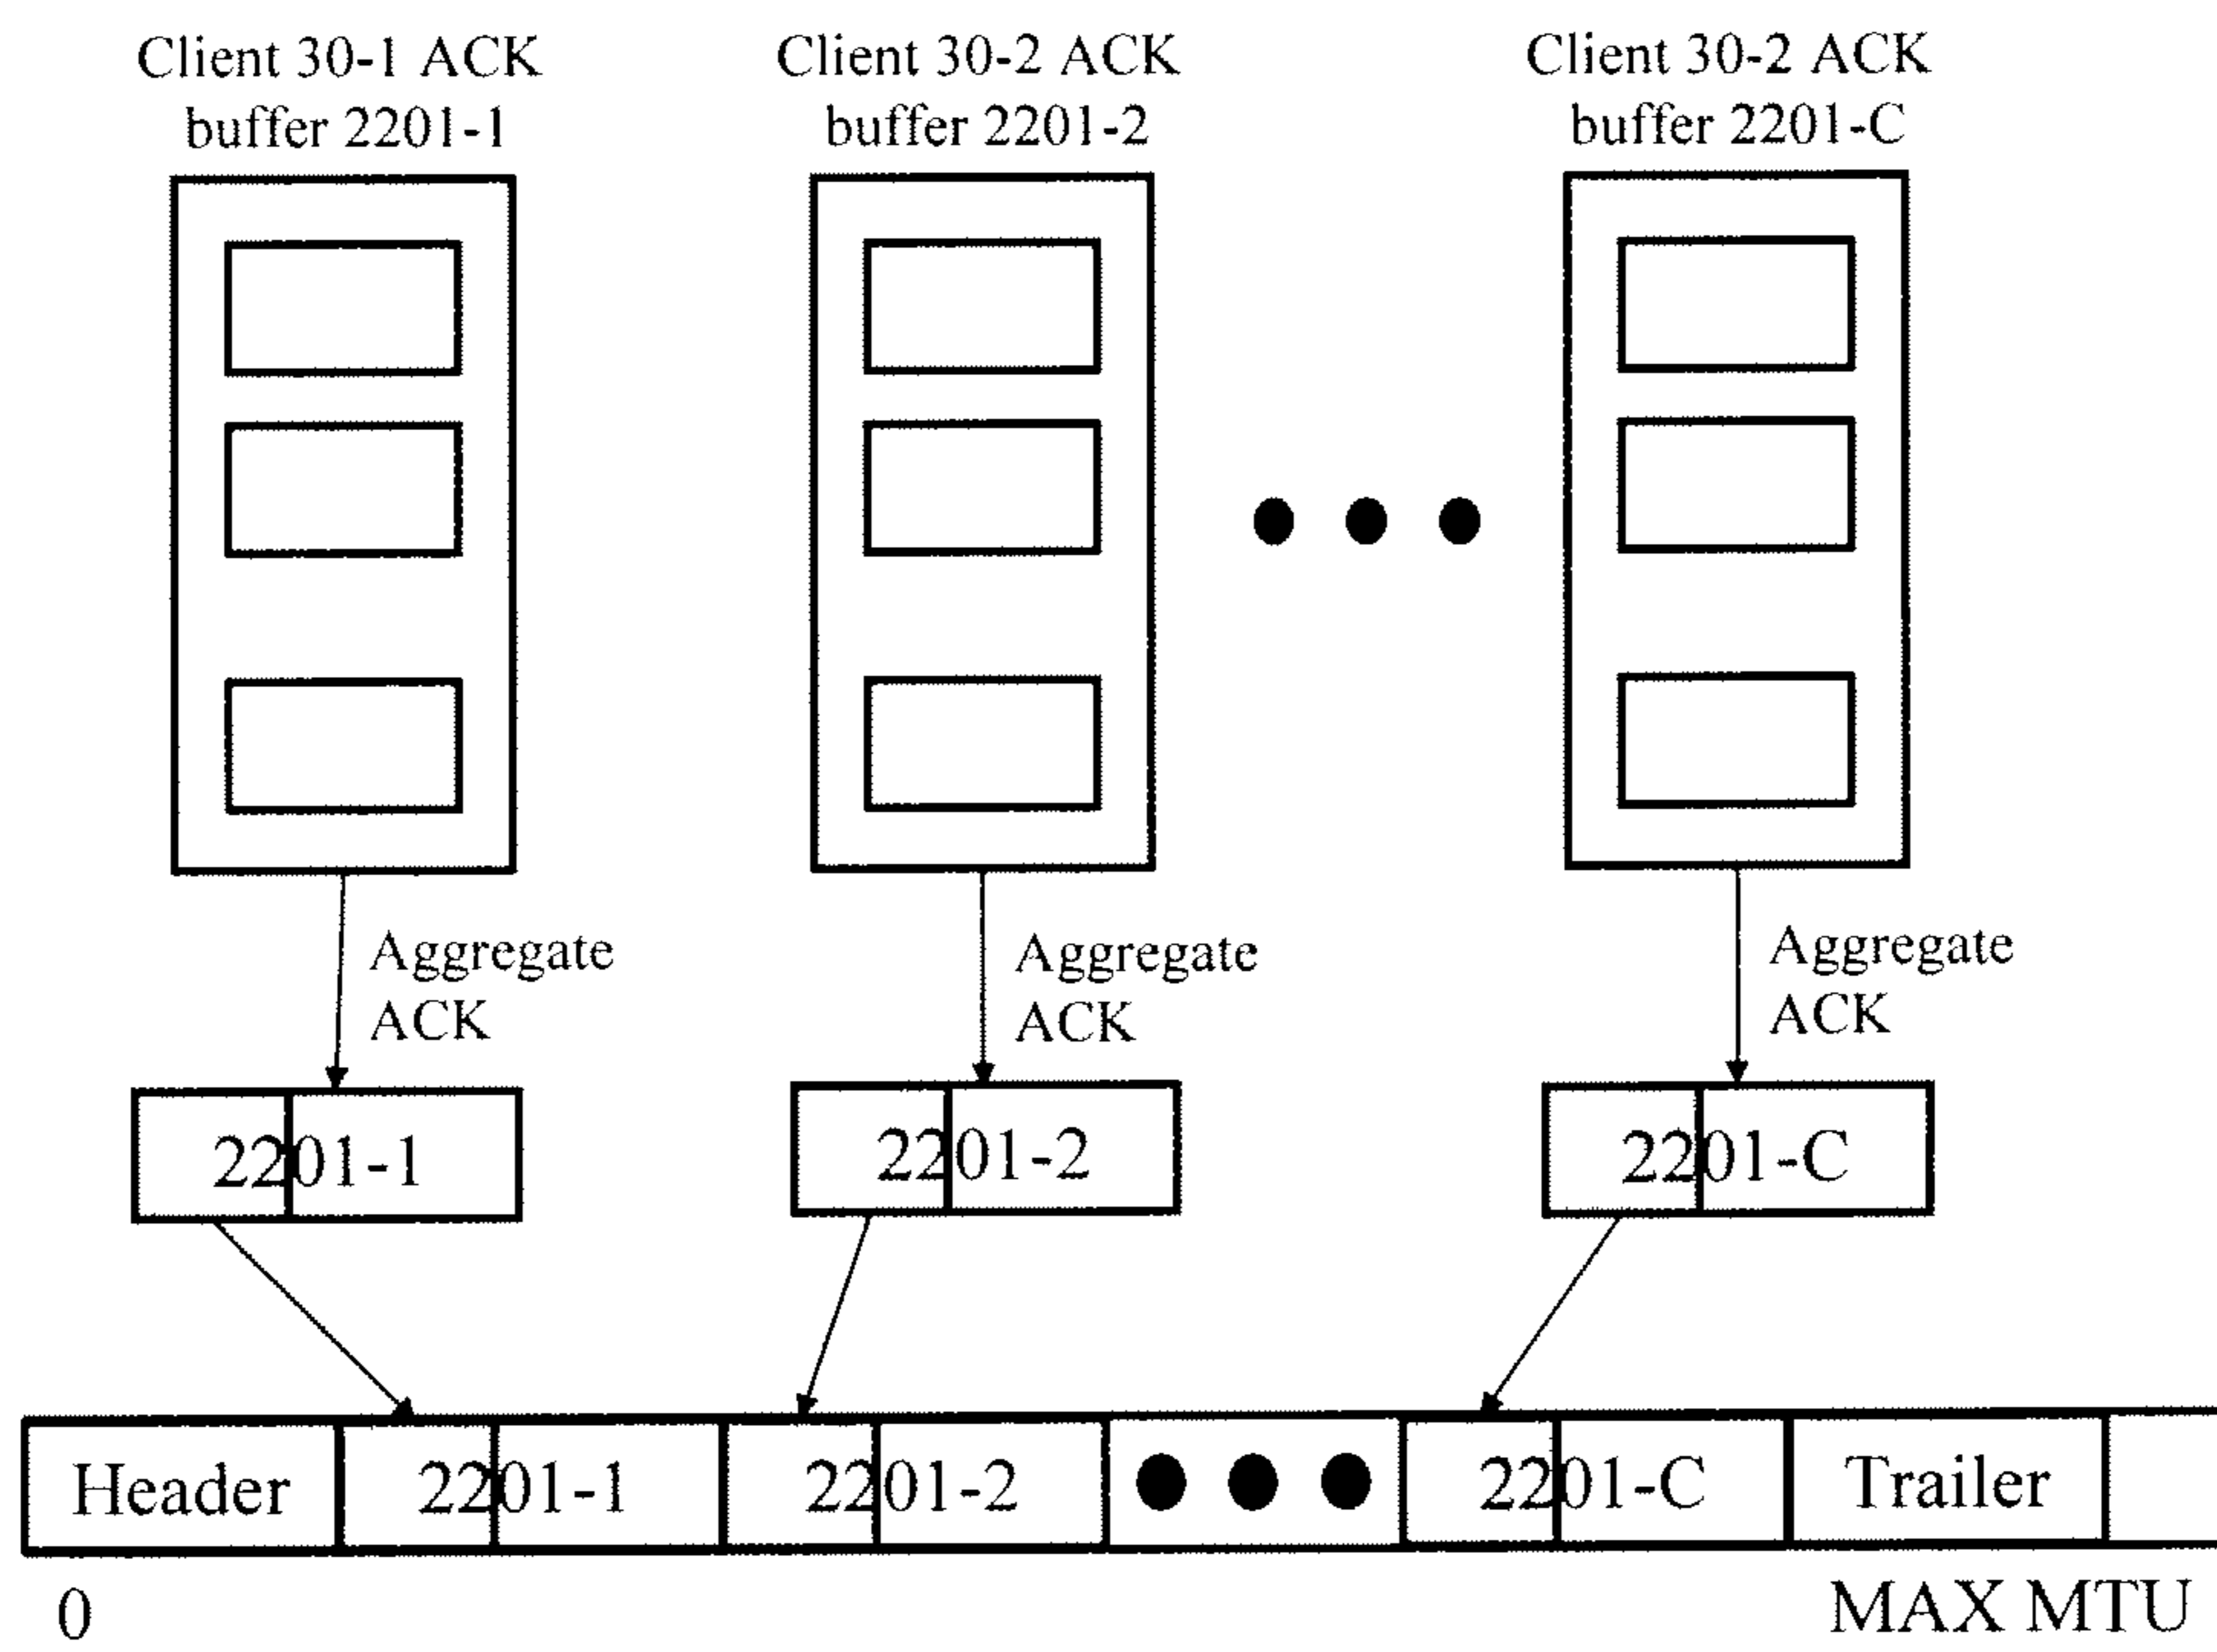 Client 30-1 ACK
buffer 2201-1
Client 30-2 ACK
buffer 2201-2
Client 30-2 ACK
buffer 2201-C
Aggregate
ACK
Aggregate
ACK
Aggregate
ACK
2201-1
2201-2
2201-C
Header 2201-1 2201-2 2201-C Trailer
0 MAX MTU